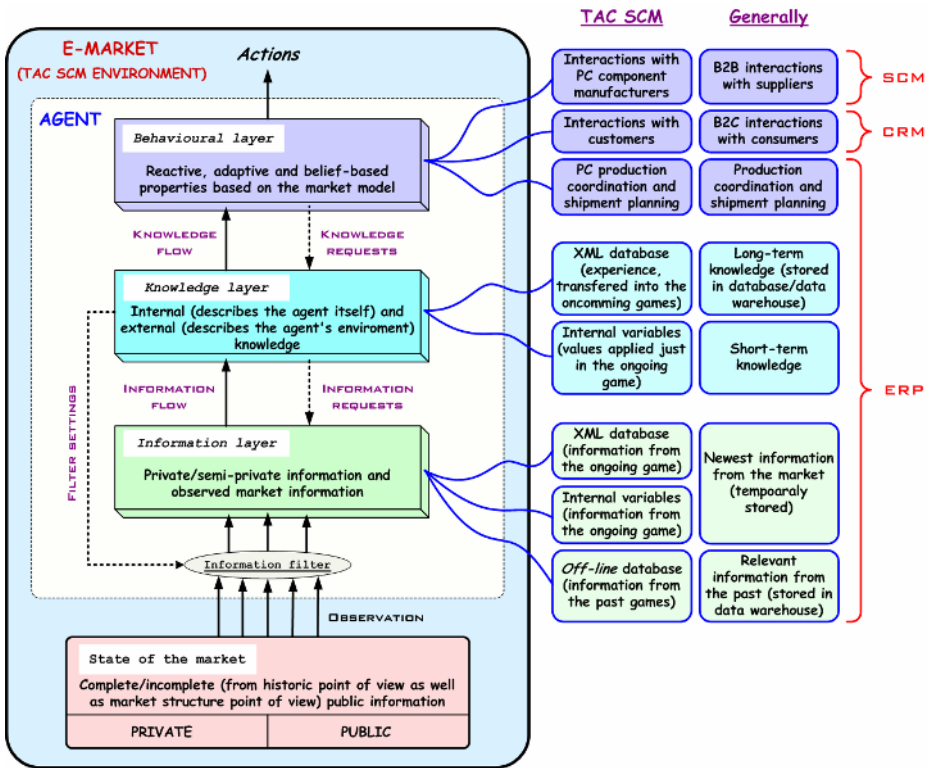 TAC SCM
Generally
E-MARKET
(TAC SCM ENVIRONMENT)
Actions
AGENT
Behavioural layer
Reactive, adaptive and belief-based
properties based on the market model
KNOWLEDGE
FLOW
KNOWLEDGE
REQUESTS
Knowledge layer
Internal (describes the agent itself) and
external (describes the agent's enviroment)
knowledge
FILTER SETTINGS
INFORMATION
FLOW
INFORMATION
REQUESTS
Information layer
Private/semi-private information and
observed market information
Information filter
OBSERVATION
State of the market
Complete/incomplete (from historic point of view as well
as market structure point of view) public information
PRIVATE
PUBLIC
Interactions with
PC component
manufacturers
B2B interactions
with suppliers
SCM
Interactions with
customers
B2C interactions
with consumers
CRM
PC production
coordination and
shipment planning
Production
coordination and
shipment planning
XML database
(experience,
transfered into the
oncomming games)
Long-term
knowledge (stored
in database/data
warehouse)
Internal variables
(values applied just
in the ongoing
game)
Short-term
knowledge
ERP
XML database
(information from
the ongoing game)
Newest information
from the market
(tempoaraly
stored)
Internal variables
(information from
the ongoing game)
Off-line database
(information from
the past games)
Relevant
information from
the past (stored in
data warehouse)